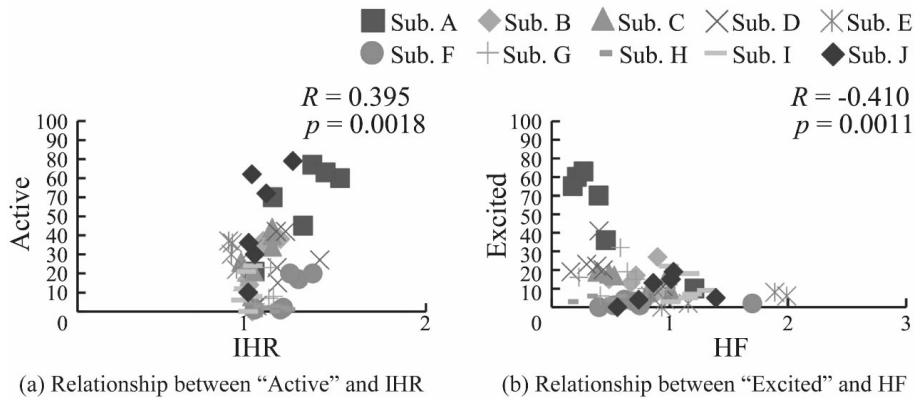 Sub. A Sub. B Sub. C Sub. D Sub. E
Sub. F Sub. G Sub. H Sub. I Sub. J
R = 0.395
p = 0.0018
100
90
80
70
60
50
40
30
20
10
0
Active
1
2
IHR
(a) Relationship between “Active” and IHR
R = -0.410
p = 0.0011
100
90
80
70
60
50
40
30
20
10
0
Excited
1
2
3
HF
(b) Relationship between “Excited” and HF